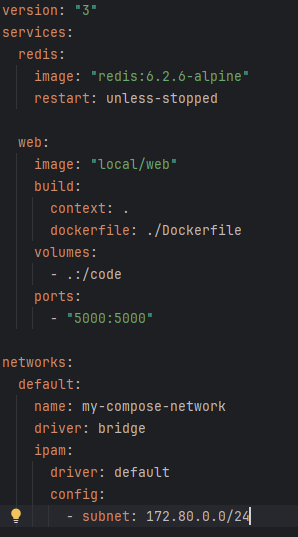 version: "3"
services:
  redis:
    image: "redis:6.2.6-alpine"
    restart: unless-stopped

  web:
    image: "local/web"
    build:
      context: .
      dockerfile: ./Dockerfile
    volumes:
      - .:/code
    ports:
      - "5000:5000"

networks:
  default:
    name: my-compose-network
    driver: bridge
    ipam:
      driver: default
      config:
        - subnet: 172.80.0.0/24